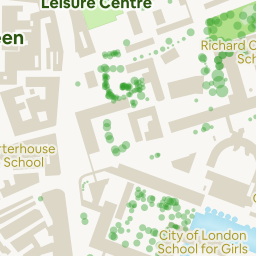 Leisure Centre
een
Richard C
Sch
rterhouse
School
City of London
School for Girls